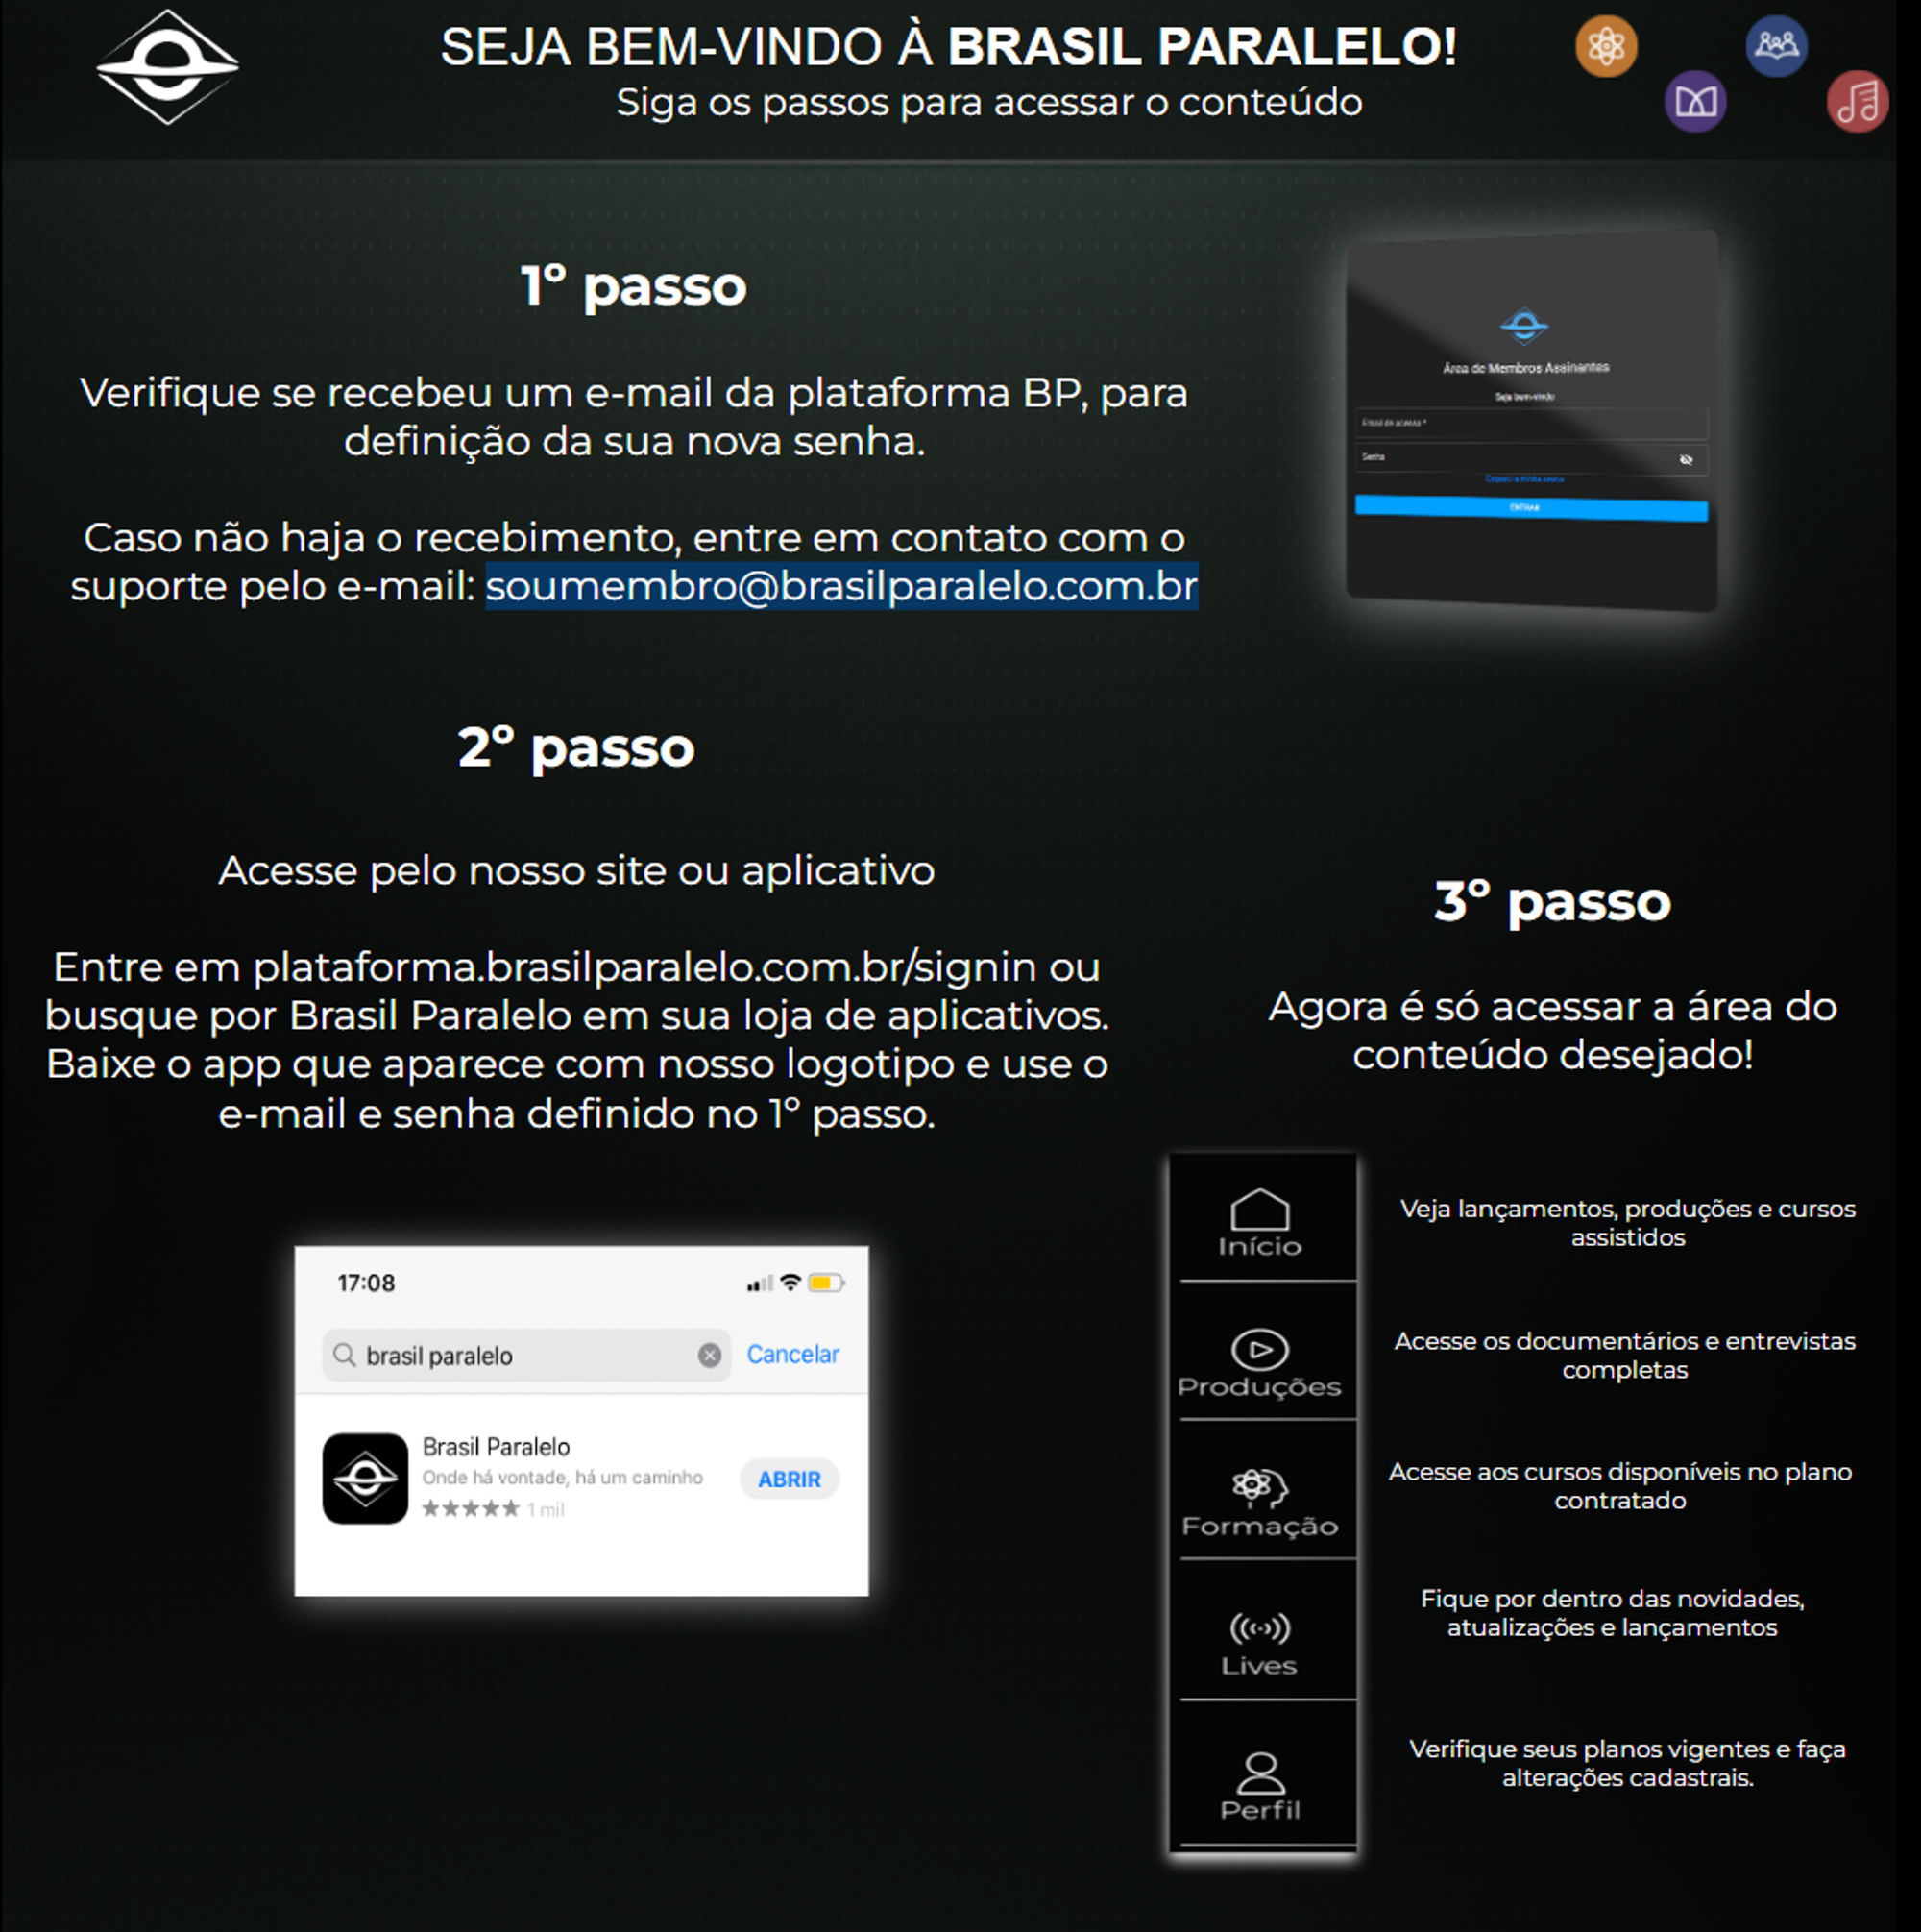 SEJA BEM-VINDO À BRASIL PARALELO!
Siga os passos para acessar o conteúdo
1º passo
Verifique se recebeu um e-mail da plataforma BP, para
definição da sua nova senha.
Caso não haja o recebimento, entre em contato com o
suporte pelo e-mail: soumembro@brasilparalelo.com.br
Área de Membros Assinantes
Seja bem-vindo
Email de acesso *
Senha
Esqueci a minha senha
ENTRAR
2º passo
Acesse pelo nosso site ou aplicativo
Entre em plataforma.brasilparalelo.com.br/signin ou
busque por Brasil Paralelo em sua loja de aplicativos.
Baixe o app que aparece com nosso logotipo e use o
e-mail e senha definido no 1º passo.
17:08
brasil paralelo
Cancelar
Brasil Paralelo
Onde há vontade, há um caminho
ABRIR
1 mil
3º passo
Agora é só acessar a área do
conteúdo desejado!
Início
Veja lançamentos, produções e cursos
assistidos
Produções
Acesse os documentários e entrevistas
completas
Formação
Acesse aos cursos disponíveis no plano
contratado
Lives
Fique por dentro das novidades,
atualizações e lançamentos
Perfil
Verifique seus planos vigentes e faça
alterações cadastrais.